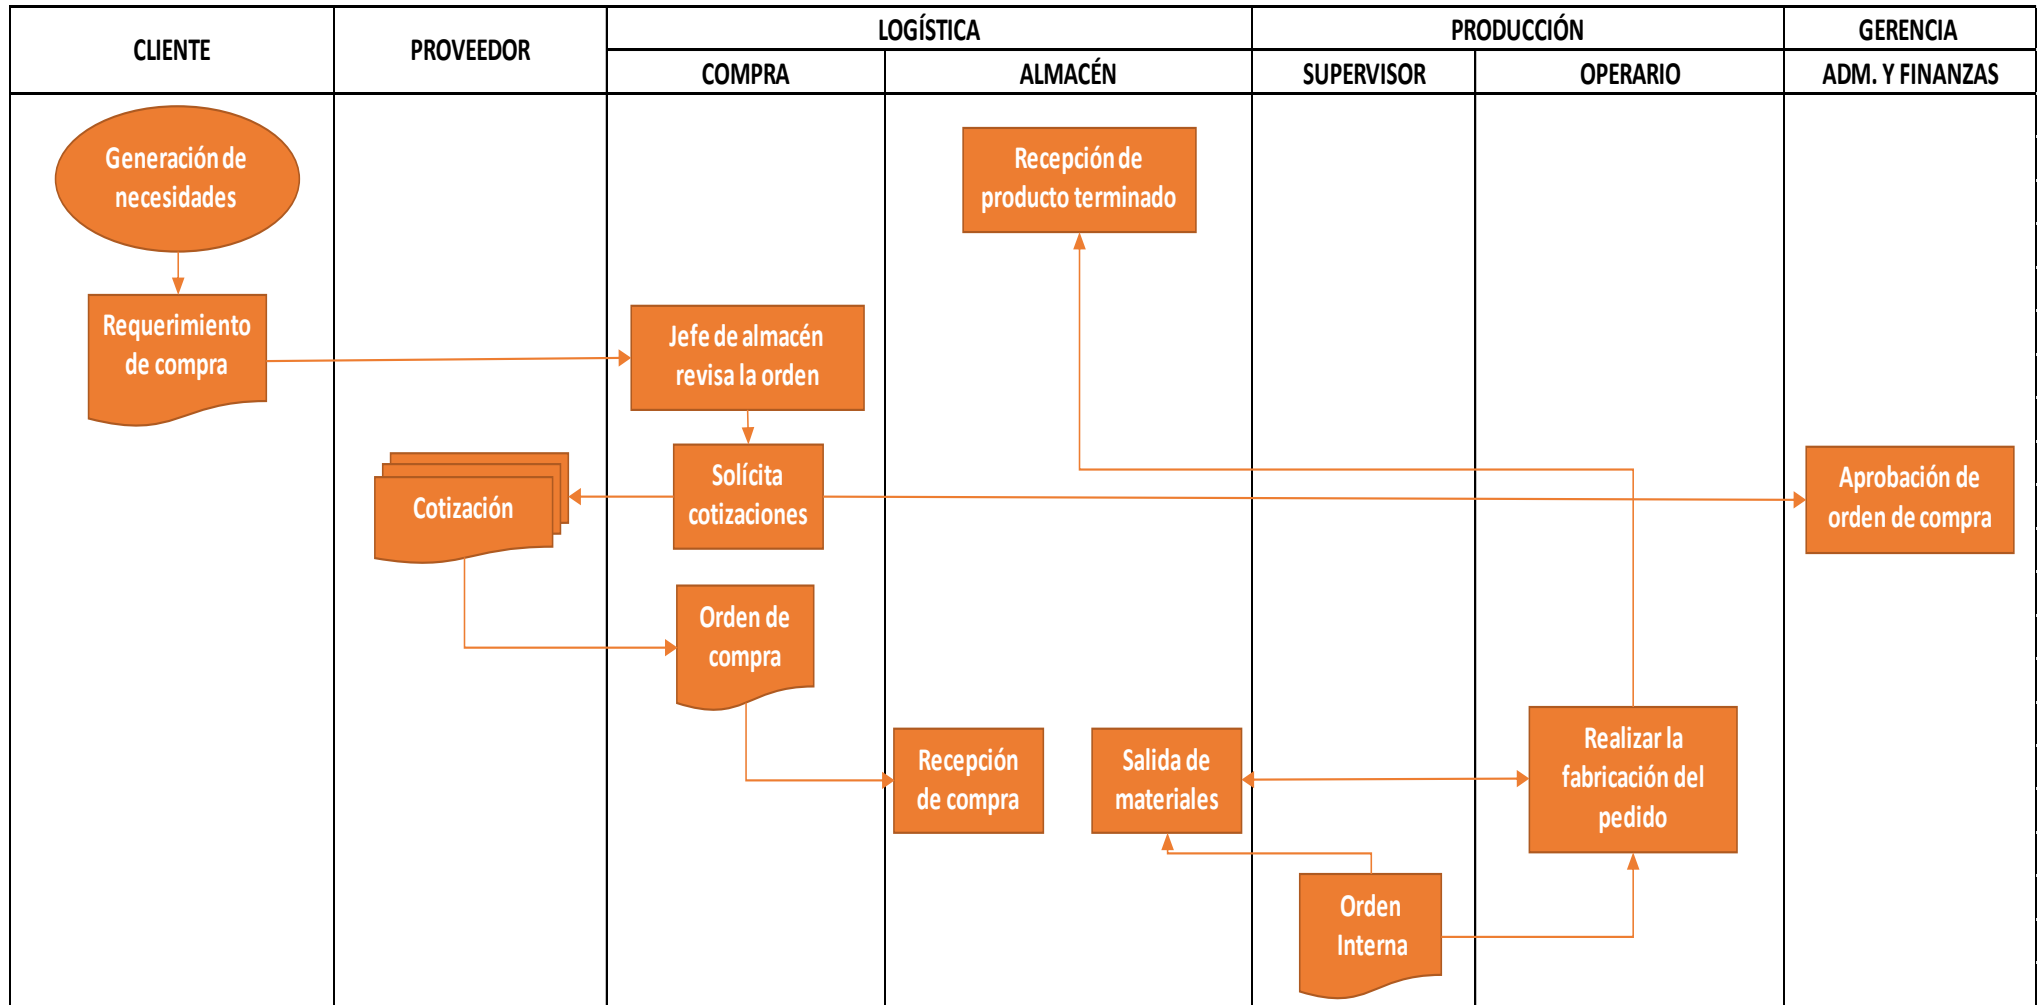 CLIENTE
PROVEEDOR
LOGÍSTICA
PRODUCCIÓN
GERENCIA
COMPRA
ALMACÉN
SUPERVISOR
OPERARIO
ADM. Y FINANZAS
Generación de
necesidades
Recepción de
producto terminado
Requerimiento
de compra
Jefe de almacén
revisa la orden
Solícita
cotizaciones
Cotización
Aprobación de
orden de compra
Orden de
compra
Recepción
de compra
Salida de
materiales
Realizar la
fabricación del
pedido
Orden
Interna